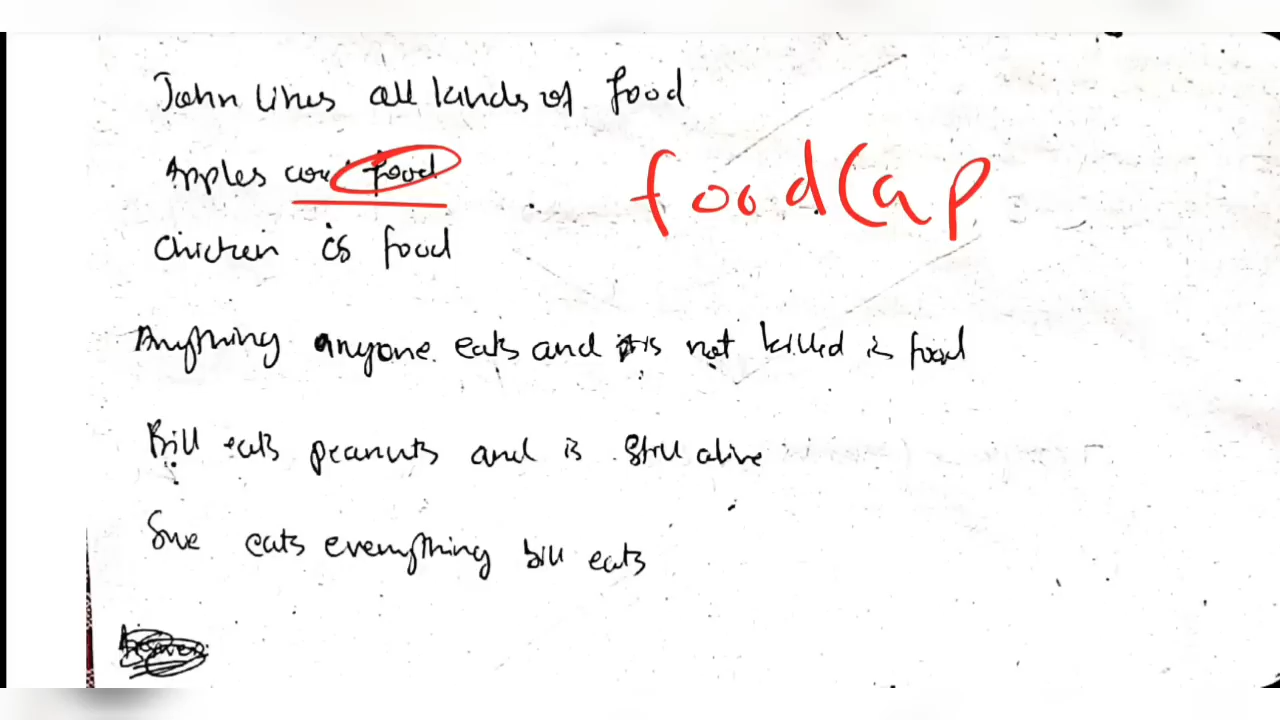 John likes all kinds of food
Apples are food
food(ap
Chicken is food
Anything anyone eats and is not killed is food
Bill eats peanuts and is still alive
Sue eats everything bill eats